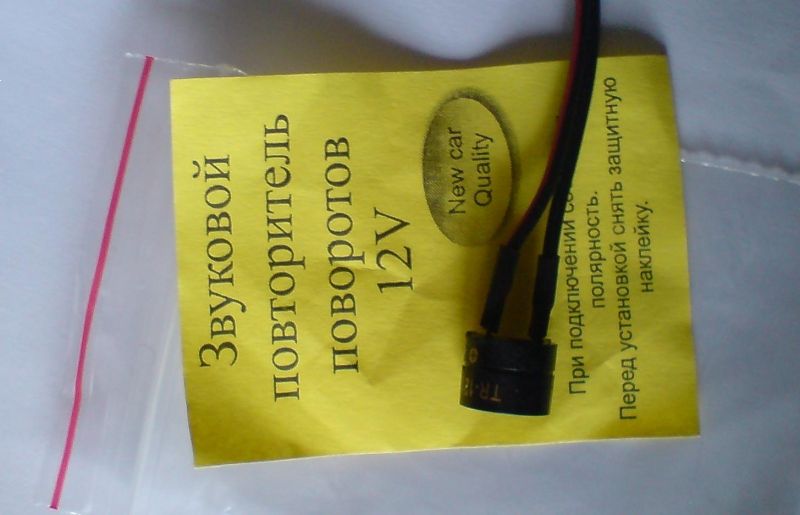 Звуковой
повторитель
поворотов
12V
New car
Quality
При подключении
полярность.
Перед установкой снять защитную
наклейку.